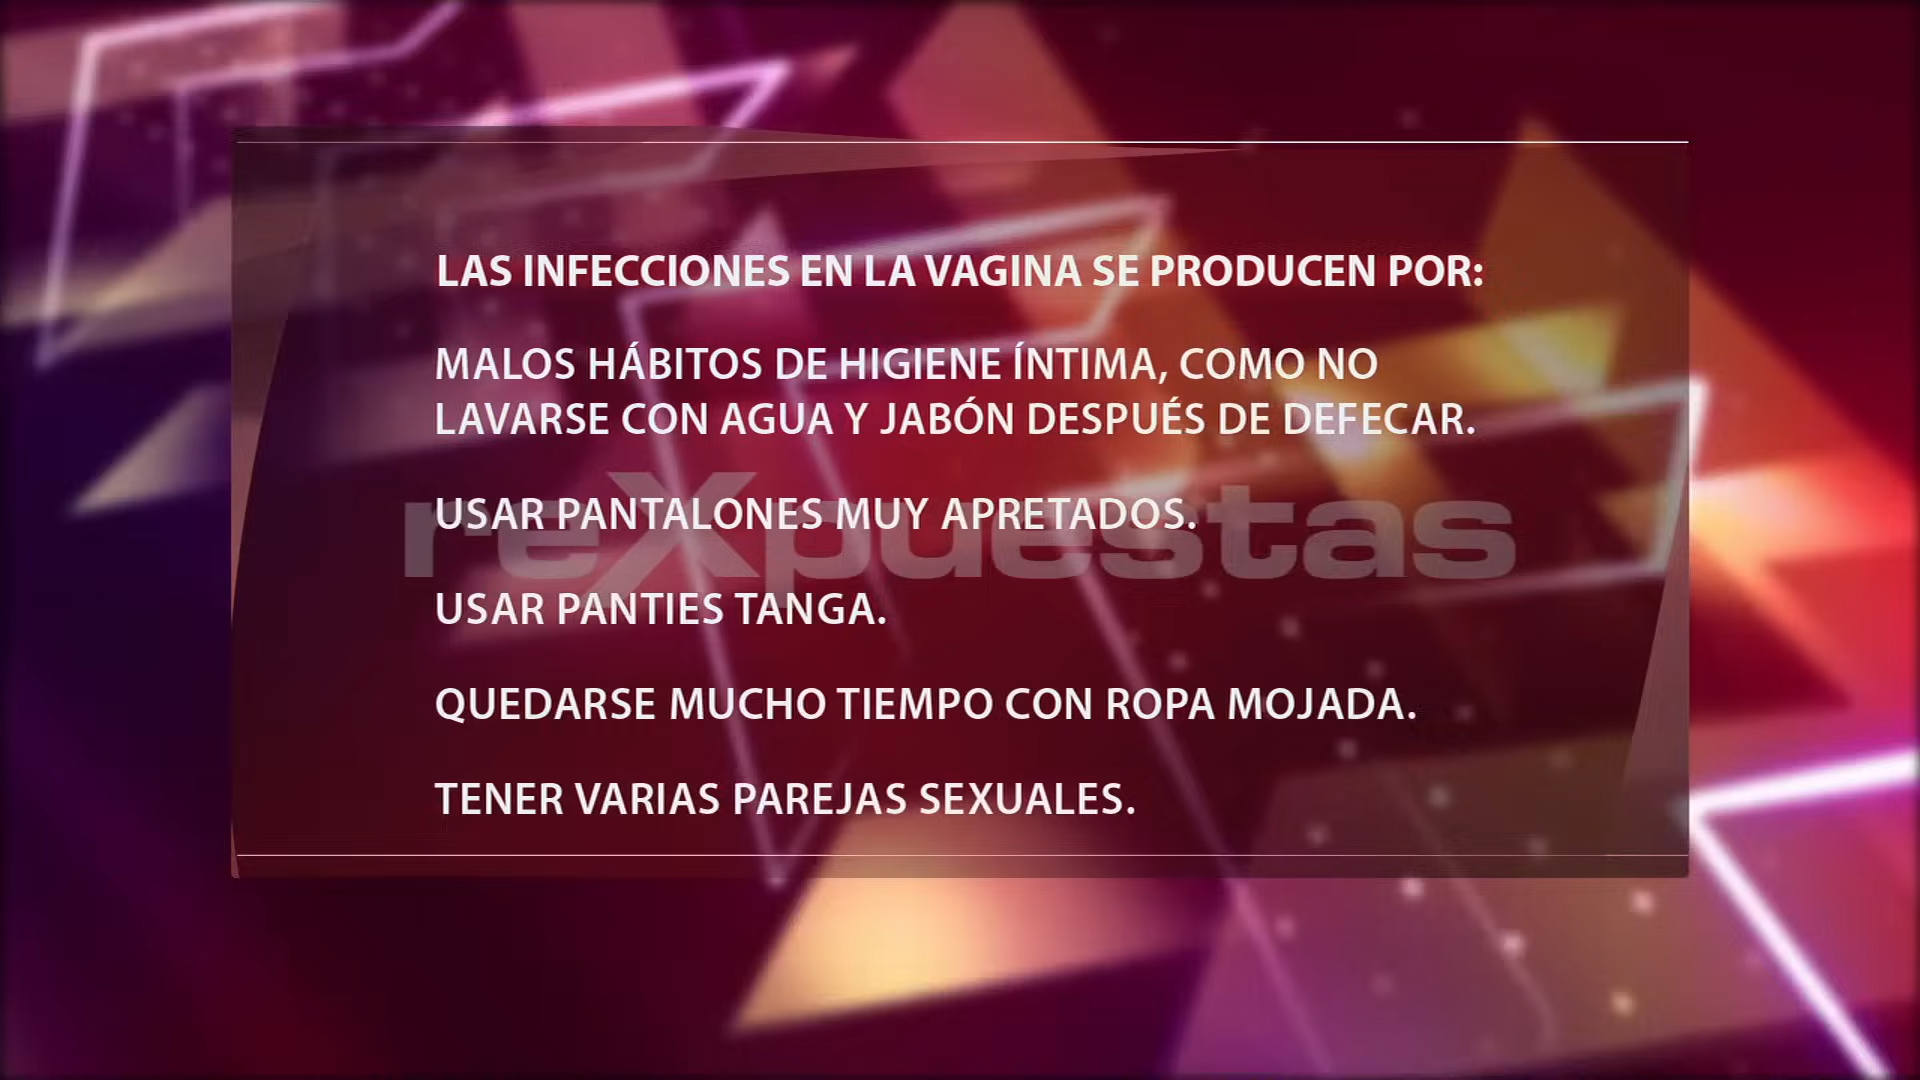 LAS INFECCIONES EN LA VAGINA SE PRODUCEN POR:
MALOS HÁBITOS DE HIGIENE ÍNTIMA, COMO NO
LAVARSE CON AGUA Y JABÓN DESPUÉS DE DEFECAR.
USAR PANTALONES MUY APRETADOS.
reXpuestas
USAR PANTIES TANGA.
QUEDARSE MUCHO TIEMPO CON ROPA MOJADA.
TENER VARIAS PAREJAS SEXUALES.